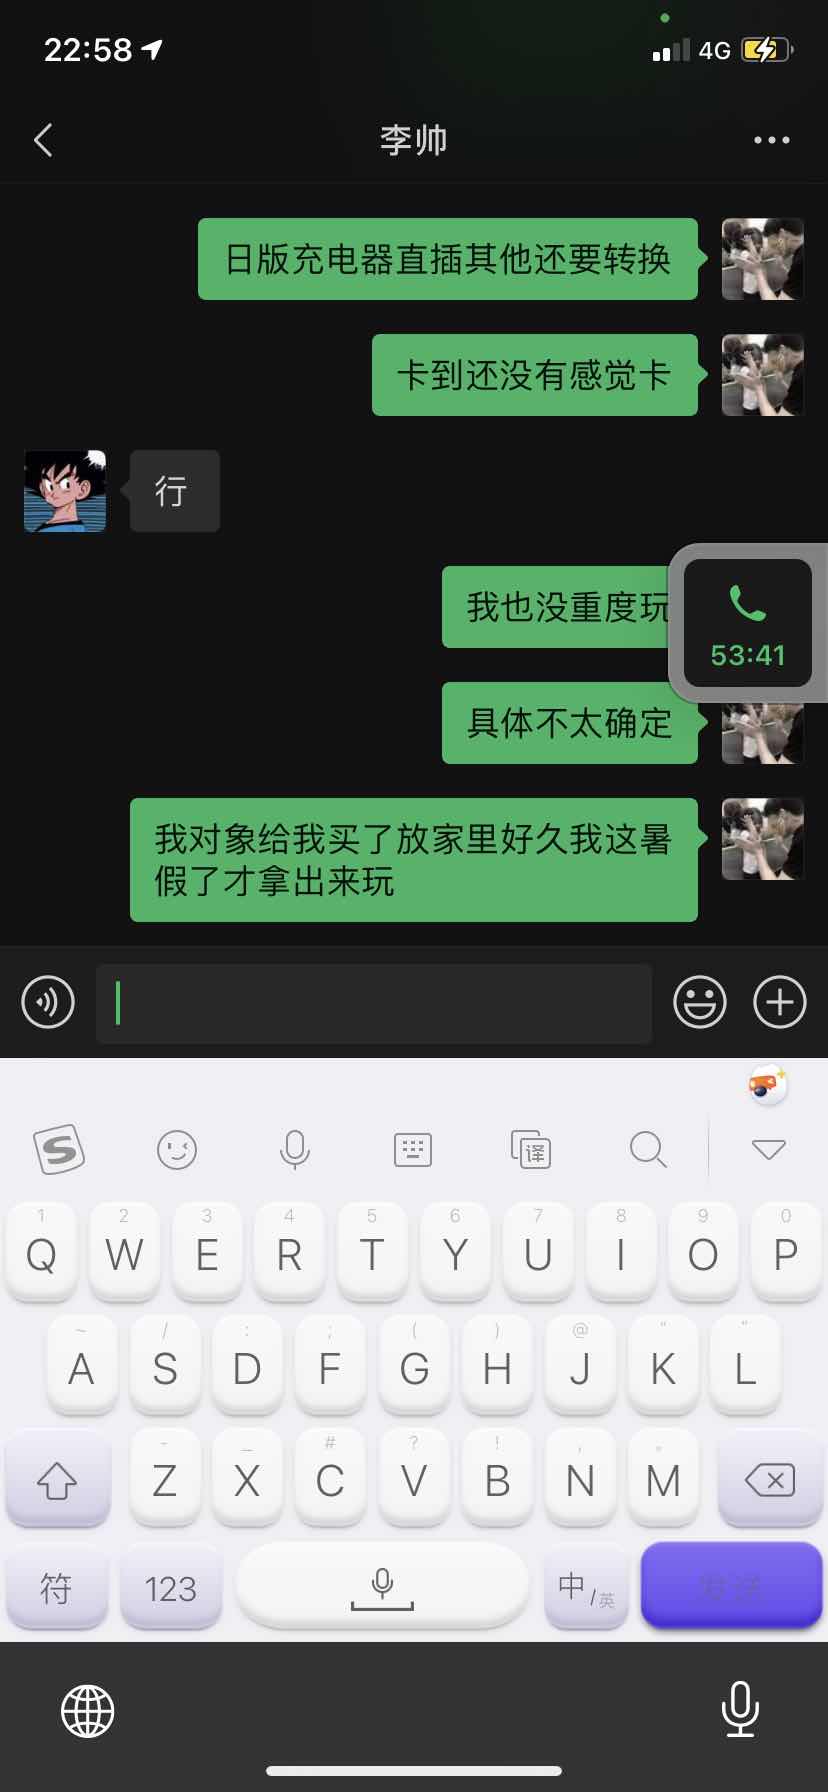 22:58
4G
李帅
日版充电器直插其他还要转换
卡到还没有感觉卡
行
我也没重度玩
53:41
具体不太确定
我对象给我买了放家里好久我这暑
假了才拿出来玩
S
译
1 2 3 4 5 6 7 8 9 0
Q W E R T Y U I O P
~ / : ; ( ) @ “ ”
A S D F G H J K L
- _ # ? ! , 。
Z X C V B N M
符 123 中/英 发送